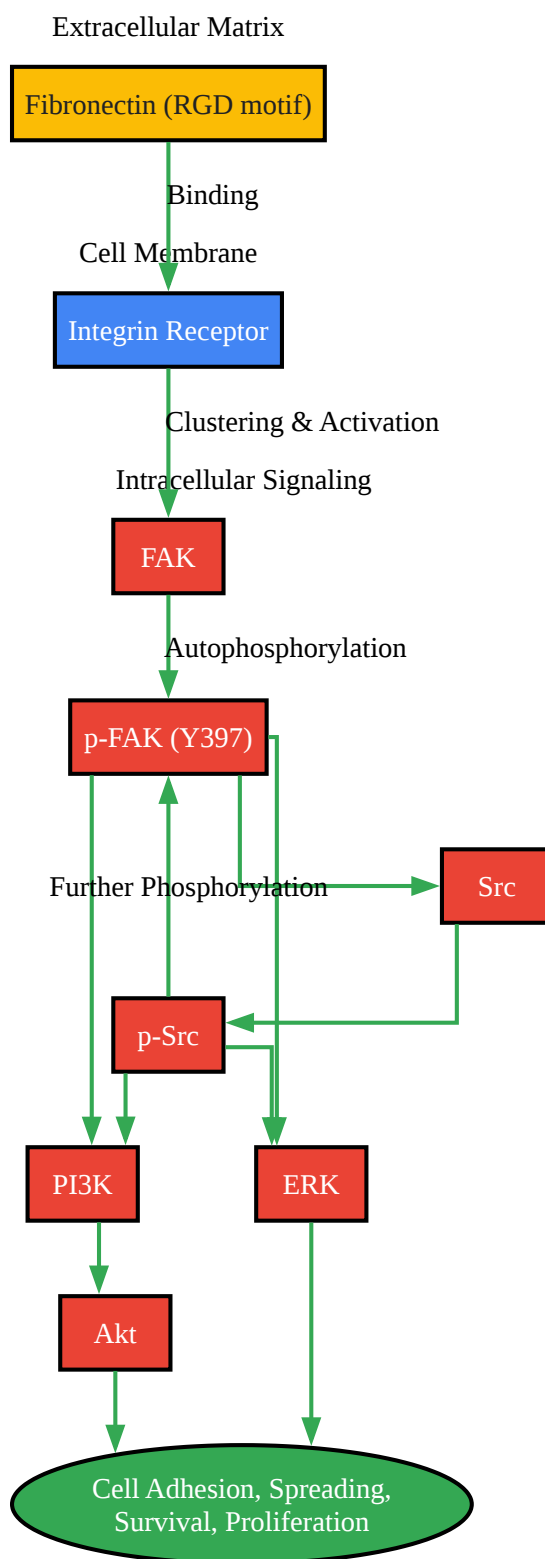 Extracellular Matrix
Fibronectin (RGD motif)
Binding
Cell Membrane
Integrin Receptor
Clustering & Activation
Intracellular Signaling
FAK
Autophosphorylation
p-FAK (Y397)
Further Phosphorylation
Src
p-Src
PI3K
ERK
Akt
Cell Adhesion, Spreading,
Survival, Proliferation